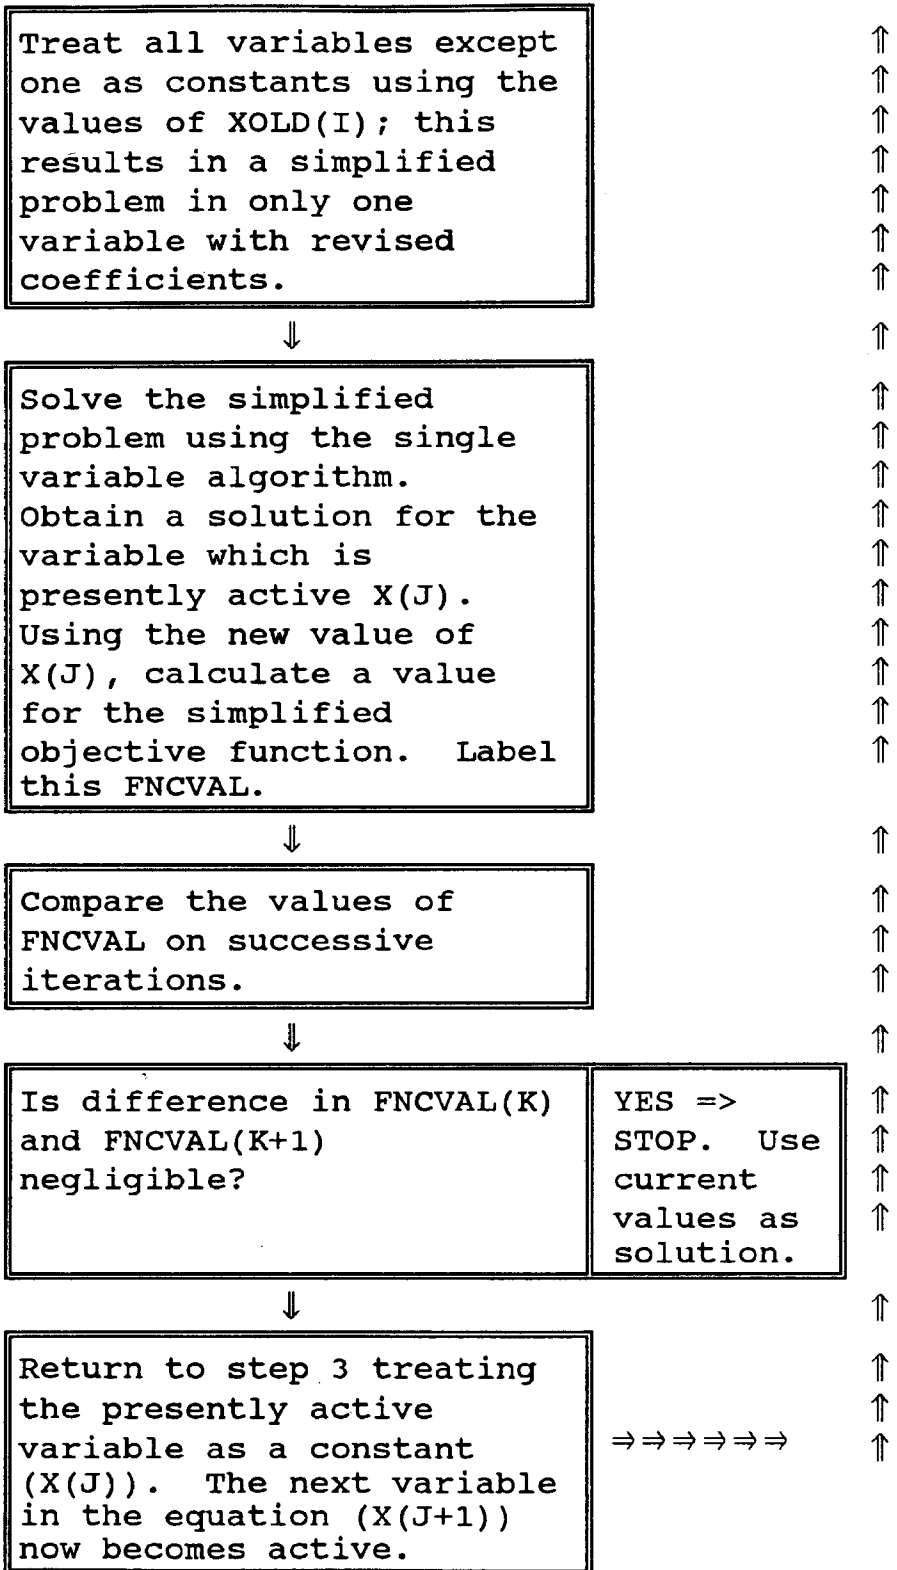 Treat all variables except
one as constants using the
values of XOLD(I); this
results in a simplified
problem in only one
variable with revised
coefficients.
⇓
Solve the simplified
problem using the single
variable algorithm.
Obtain a solution for the
variable which is
presently active X(J).
Using the new value of
X(J), calculate a value
for the simplified
objective function.  Label
this FNCVAL.
⇓
Compare the values of
FNCVAL on successive
iterations.
⇓
Is difference in FNCVAL(K)
and FNCVAL(K+1)
negligible?
YES =>
STOP.  Use
current
values as
solution.
⇓
Return to step 3 treating
the presently active
variable as a constant
(X(J)).  The next variable
in the equation (X(J+1))
now becomes active.
⇒⇒⇒⇒⇒⇒